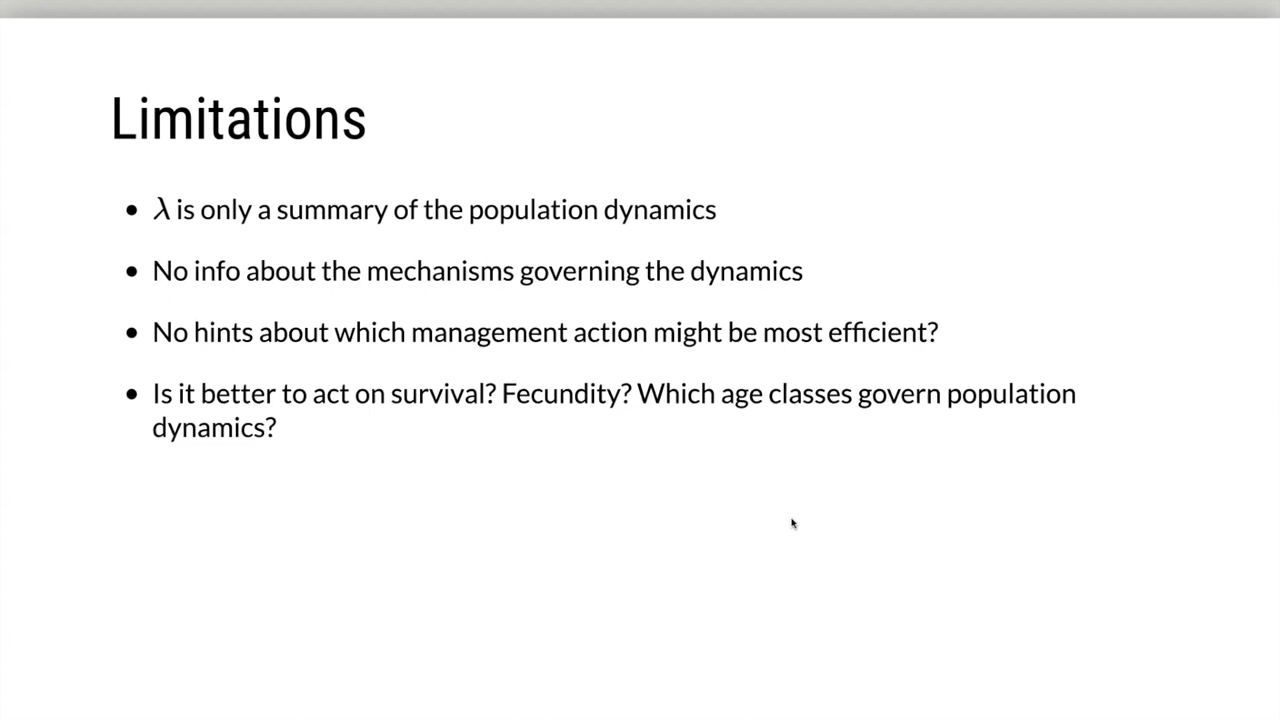 Limitations
• λ is only a summary of the population dynamics
• No info about the mechanisms governing the dynamics
• No hints about which management action might be most efficient?
• Is it better to act on survival? Fecundity? Which age classes govern population
dynamics?